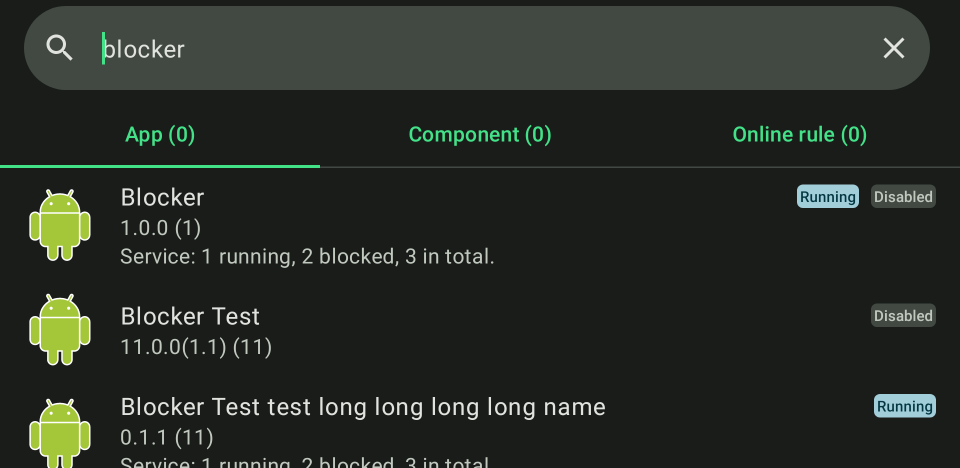 blocker
App (0) Component (0) Online rule (0)
Blocker Running Disabled
1.0.0 (1)
Service: 1 running, 2 blocked, 3 in total.
Blocker Test Disabled
11.0.0(1.1) (11)
Blocker Test test long long long long name Running
0.1.1 (11)
Service: 1 running, 2 blocked, 3 in total.